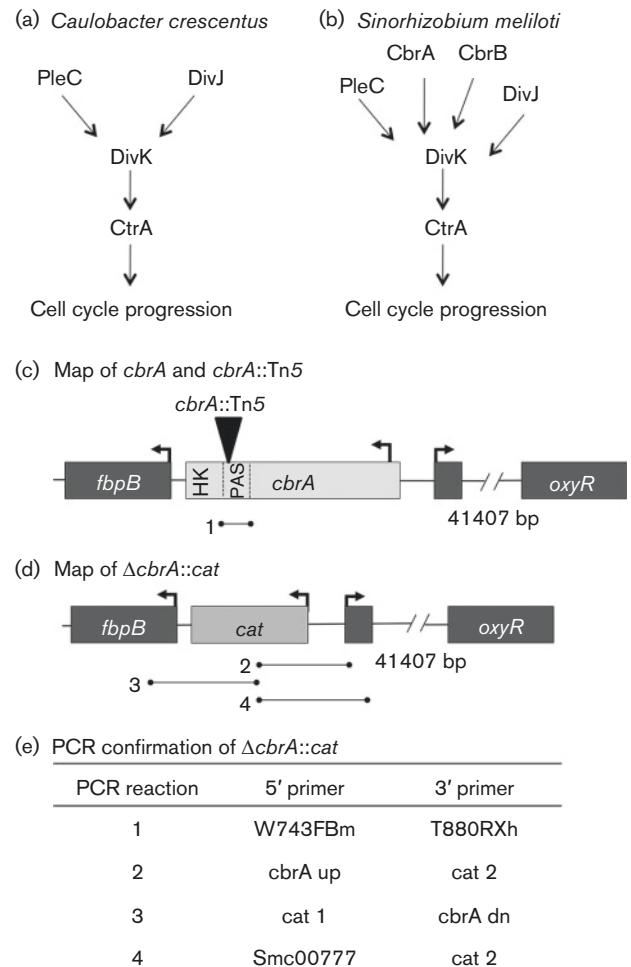 (a) Caulobacter crescentus
PleC DivJ
DivK
CtrA
Cell cycle progression
(b) Sinorhizobium meliloti
CbrA CbrB
PleC DivJ
DivK
CtrA
Cell cycle progression
(c) Map of cbrA and cbrA::Tn5
cbrA::Tn5
fbpB HK PAS cbrA oxyR
1 41407 bp
(d) Map of ΔcbrA::cat
fbpB cat oxyR
2 41407 bp
3
4
(e) PCR confirmation of ΔcbrA::cat
PCR reaction 5′ primer 3′ primer
1 W743FBm T880RXh
2 cbrA up cat 2
3 cat 1 cbrA dn
4 Smc00777 cat 2